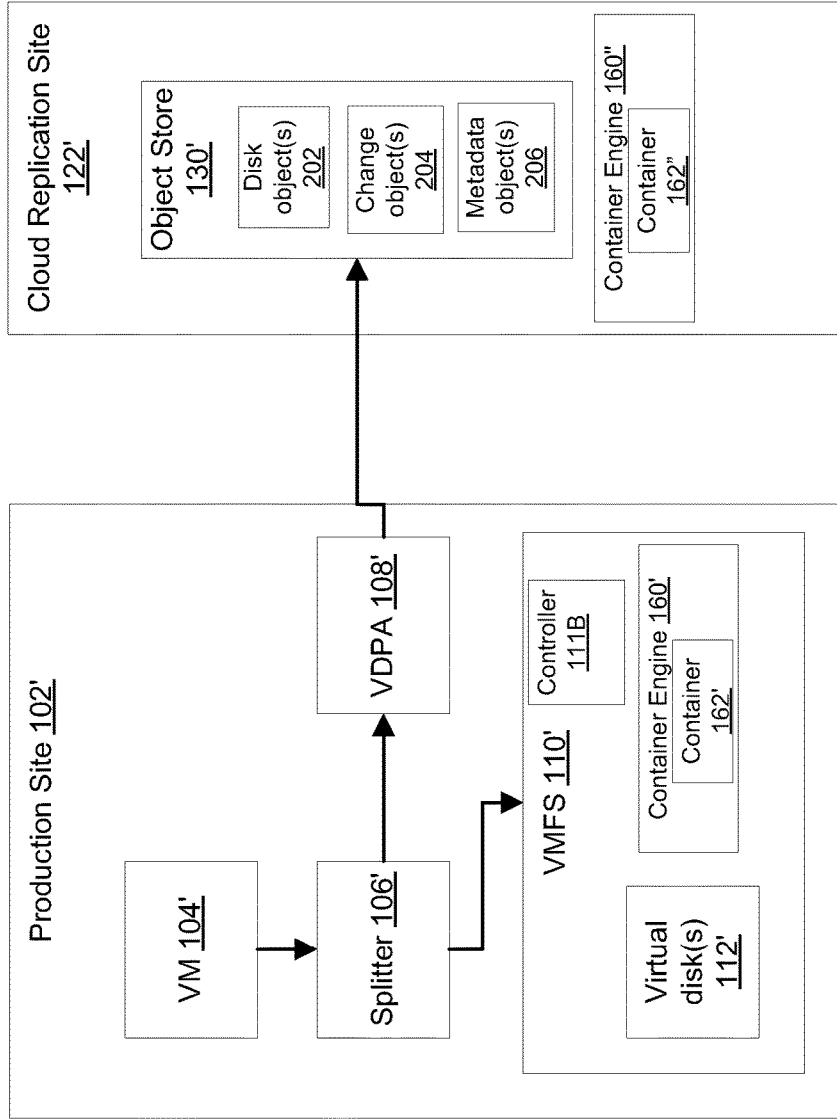 Production Site 102'
VM 104'
Splitter 106'
VDPA 108'
VMFS 110'
Controller
111B
Virtual
disk(s)
112'
Container Engine 160'
Container
162'
Cloud Replication Site
122'
Object Store
130'
Disk
object(s)
202
Change
object(s)
204
Metadata
object(s)
206
Container Engine 160"
Container
162"